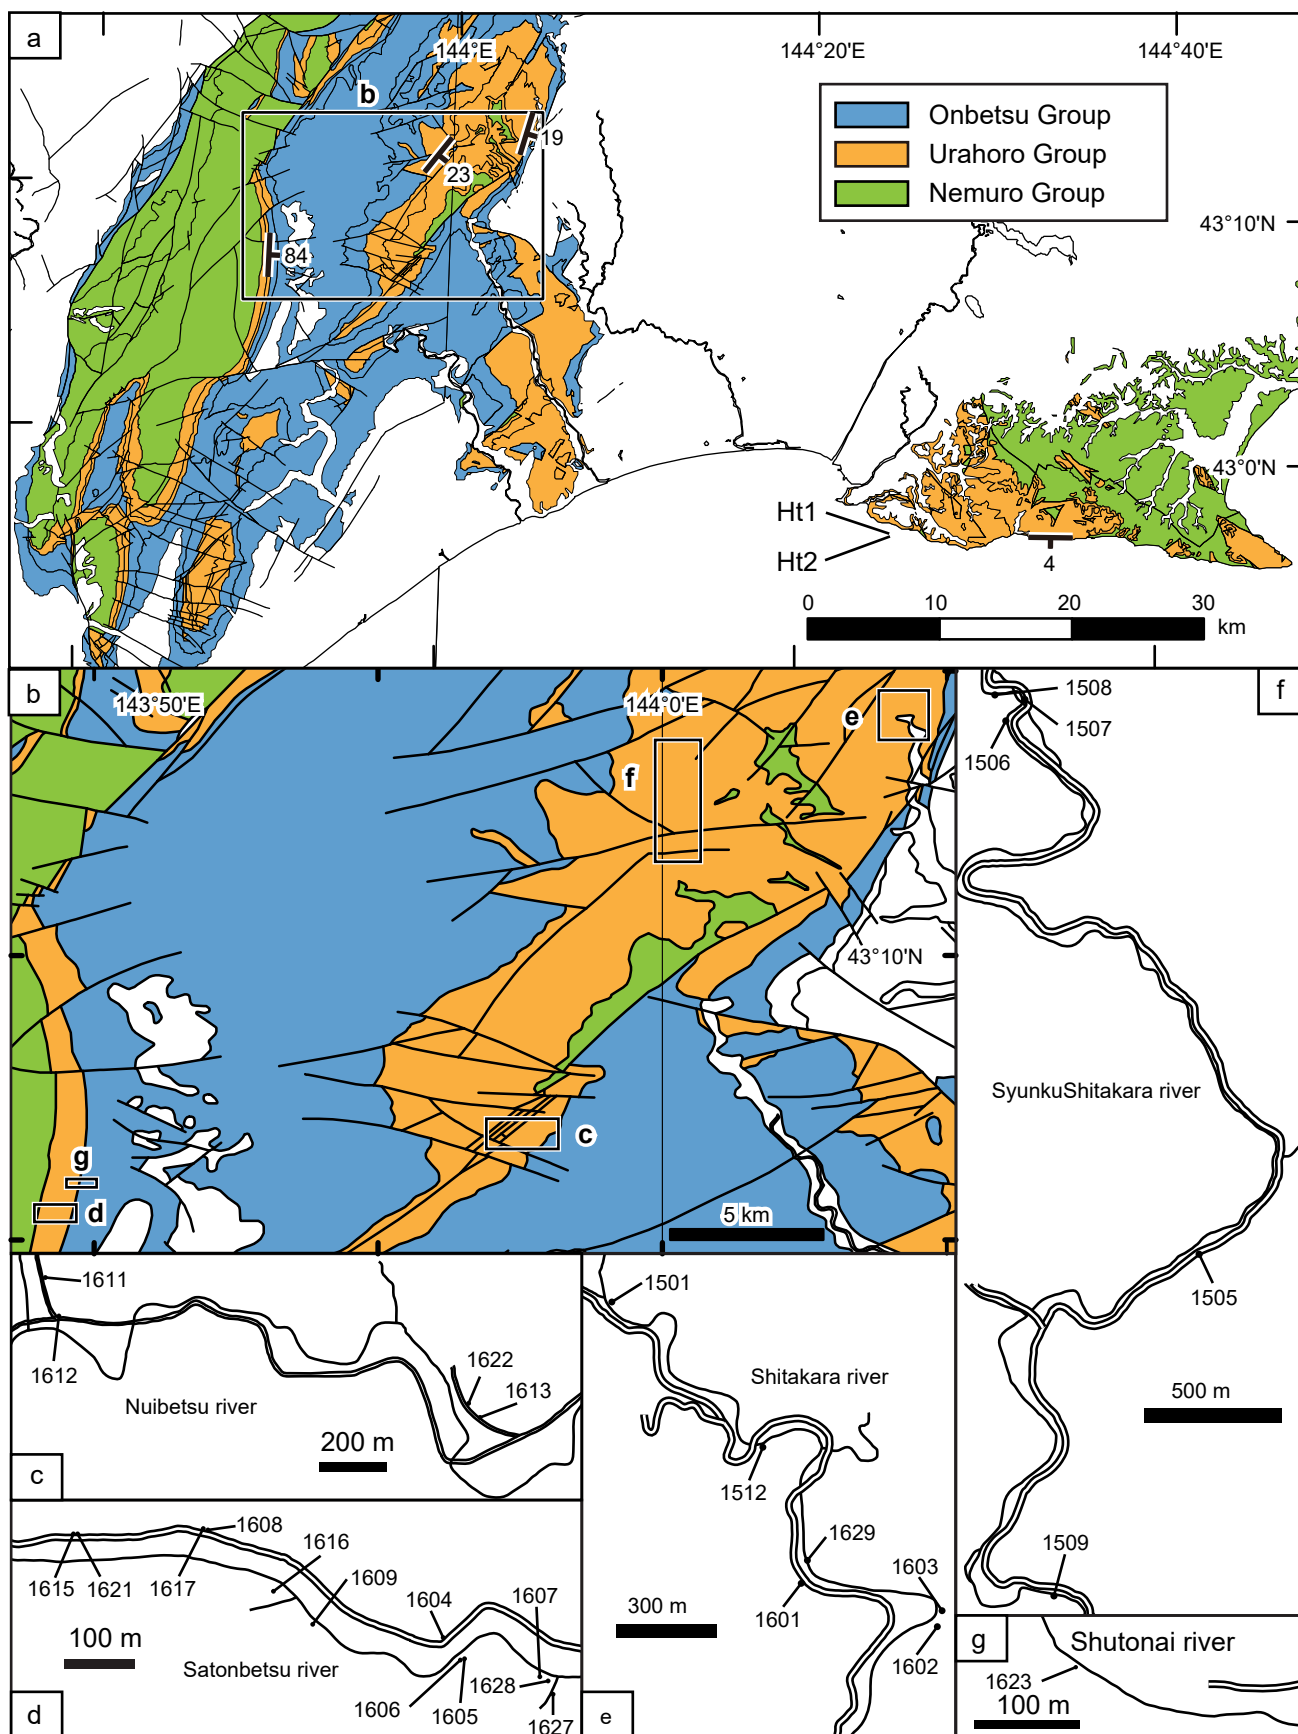 a
144°E
144°20'E
144°40'E
b
Onbetsu Group
Urahoro Group
Nemuro Group
19
23
84
43°10'N
43°0'N
Ht1
Ht2
4
0 10 20 30
km
b
143°50'E
144°0'E
e
f
43°10'N
c
g
d
5 km
f
1508
1507
1506
SyunkuShitakara river
1505
500 m
1509
1611
1612
1622
1613
Nuibetsu river
200 m
c
1608
1616
1615
1621
1617
1609
1604
1607
100 m
Satonbetsu river
1628
1606
1605
1627
d
1501
Shitakara river
1512
1629
1603
1601
300 m
1602
e
g
Shutonai river
1623
100 m